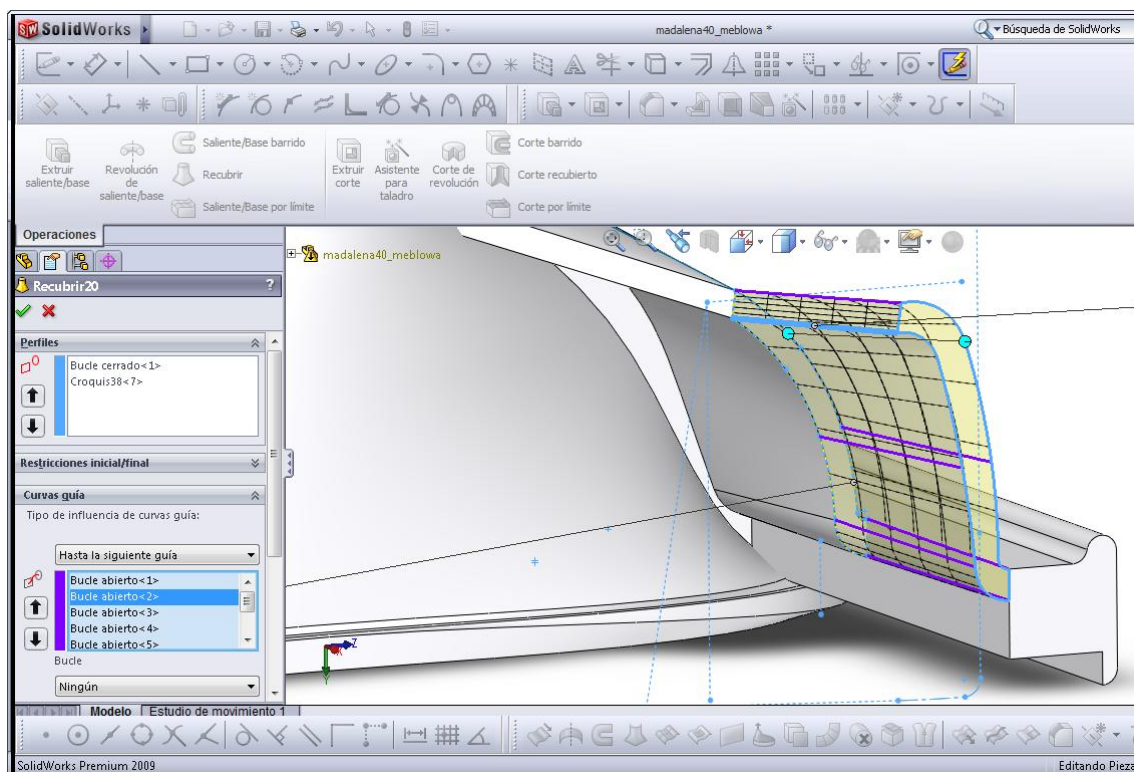 SolidWorks
madalena40_meblowa *
Búsqueda de SolidWorks
Extruir saliente/base
Revolución de saliente/base
Saliente/Base barrido
Recubrir
Saliente/Base por límite
Extruir corte
Asistente para taladro
Corte de revolución
Corte barrido
Corte recubierto
Corte por límite
Operaciones
madalena40_meblowa
Recubrir20
?
Perfiles
Bucle cerrado<1>
Croquis38<7>
Restricciones inicial/final
Curvas guía
Tipo de influencia de curvas guía:
Hasta la siguiente guía
Bucle abierto<1>
Bucle abierto<2>
Bucle abierto<3>
Bucle abierto<4>
Bucle abierto<5>
Bucle
Ningún
Z
Y
Modelo
Estudio de movimiento 1
SolidWorks Premium 2009
Editando Pieza